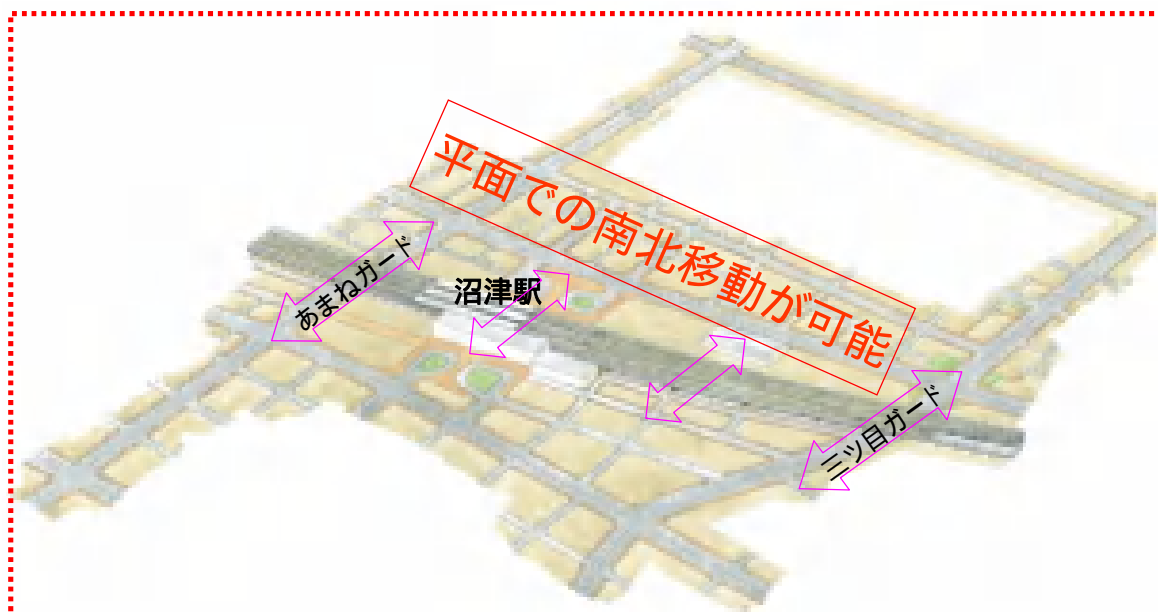 平面での南北移動が可能
あまねガード
沼津駅
三ツ目ガード